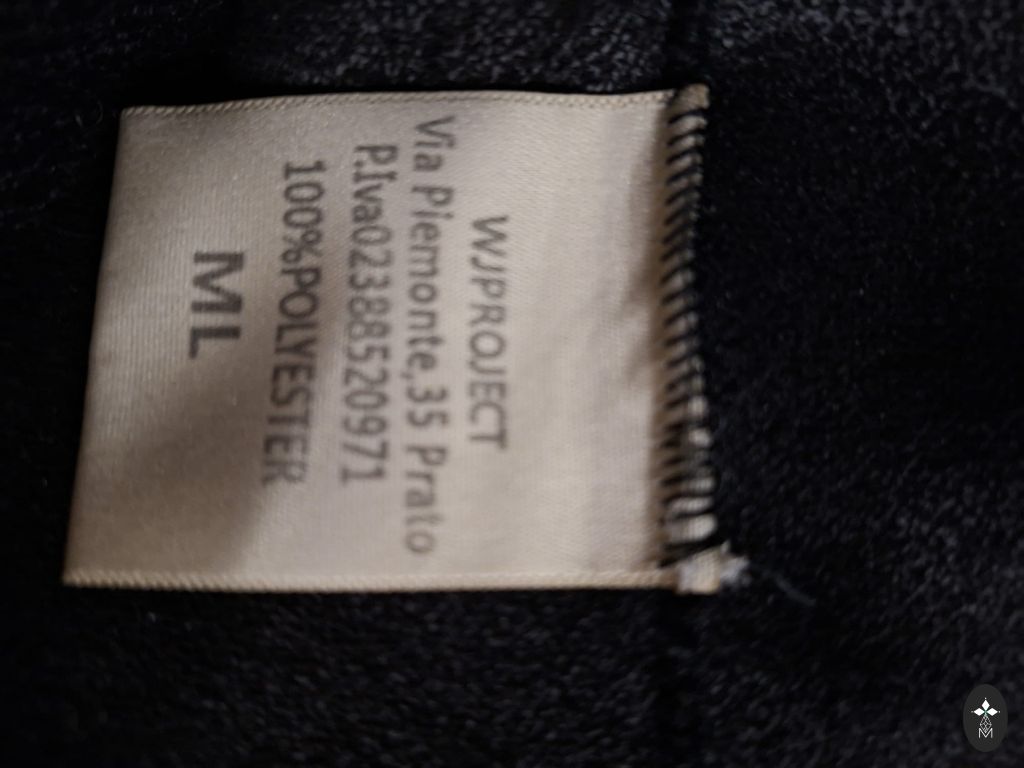 WJPROJECT
Via Piemonte,35 Prato
P.Iva02388520971
100%POLYESTER
ML
M